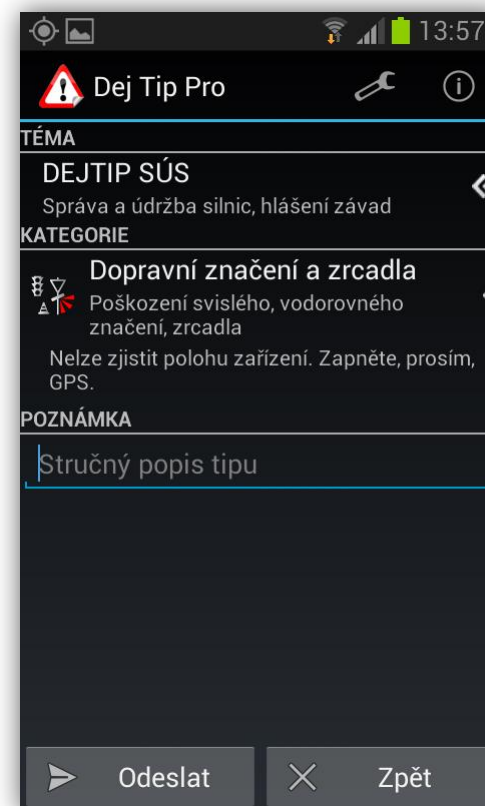 13:57
Dej Tip Pro
TÉMA
DEJTIP SÚS
Správa a údržba silnic, hlášení závad
KATEGORIE
Dopravní značení a zrcadla
Poškození svislého, vodorovného
značení, zrcadla
Nelze zjistit polohu zařízení. Zapněte, prosím,
GPS.
POZNÁMKA
Stručný popis tipu
Odeslat
Zpět